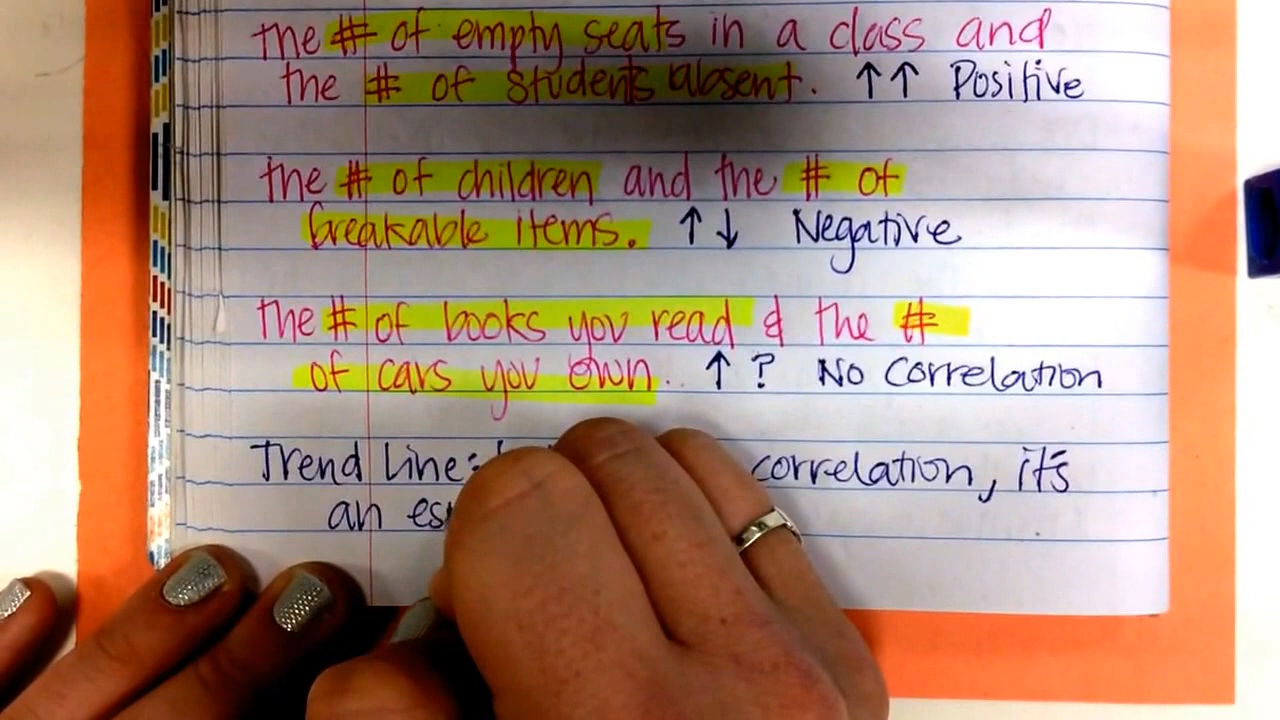 the # of empty seats in a class and
the # of students absent. ↑↑ Positive
the # of children and the # of
breakable items. ↑↓ Negative
the # of books you read & the #
of cars you own. ↑ ? No Correlation
Trend Line: correlation, it's
an